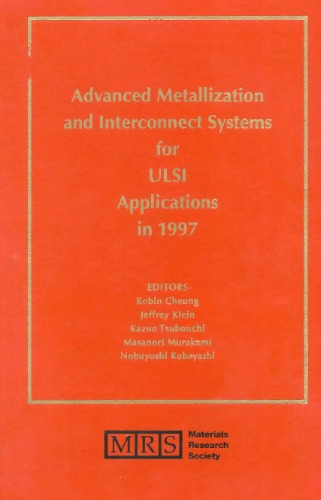 Advanced Metallization
and Interconnect Systems
for
ULSI
Applications
in 1997
EDITORS
Robin Cheung
Jeffrey Klein
Kazuo Tsubouchi
Masanori Murakami
Nobuyoshi Kobayashi
MRS
Materials
Research
Society